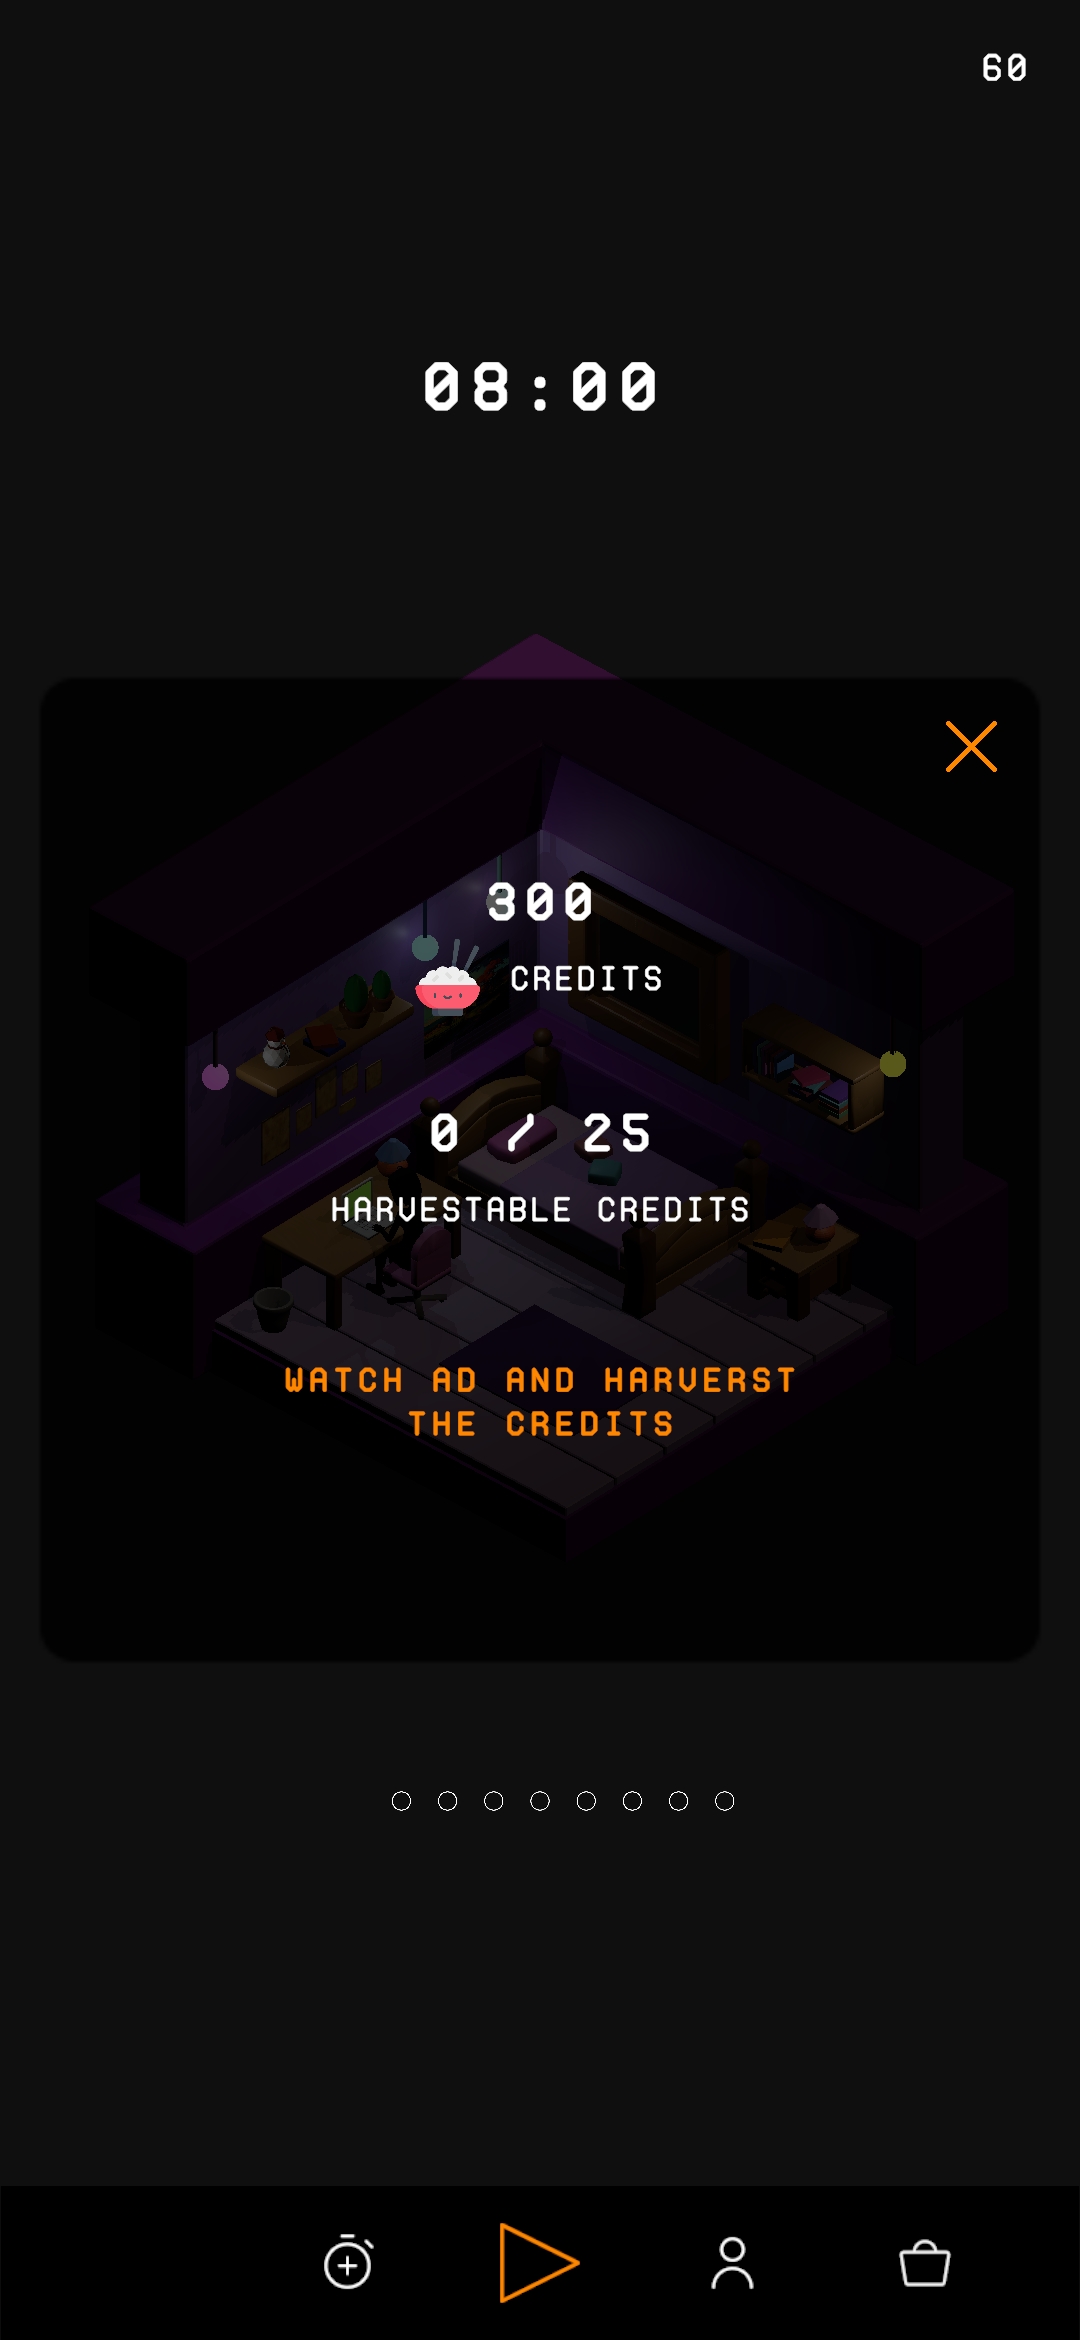 60
08:00
300
CREDITS
0 / 25
HARVESTABLE CREDITS
WATCH AD AND HARVERST
THE CREDITS